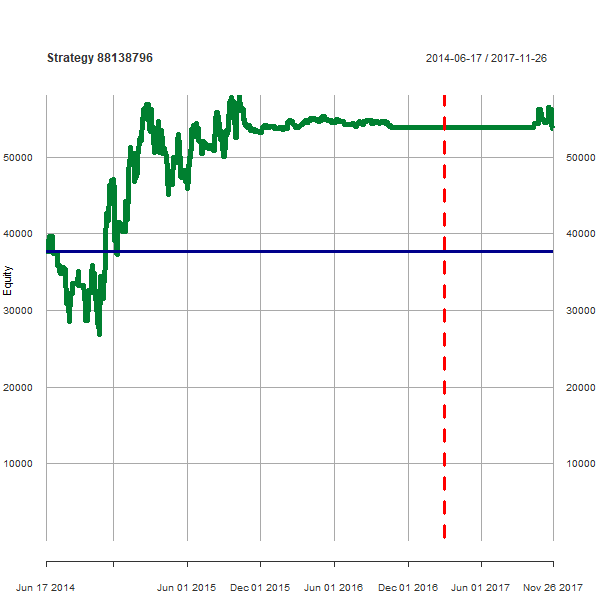 Strategy 88138796
2014-06-17 / 2017-11-26
50000
50000
40000
40000
Equity
30000
30000
20000
20000
10000
10000
Jun 17 2014
Jun 01 2015
Dec 01 2015
Jun 01 2016
Dec 01 2016
Jun 01 2017
Nov 26 2017